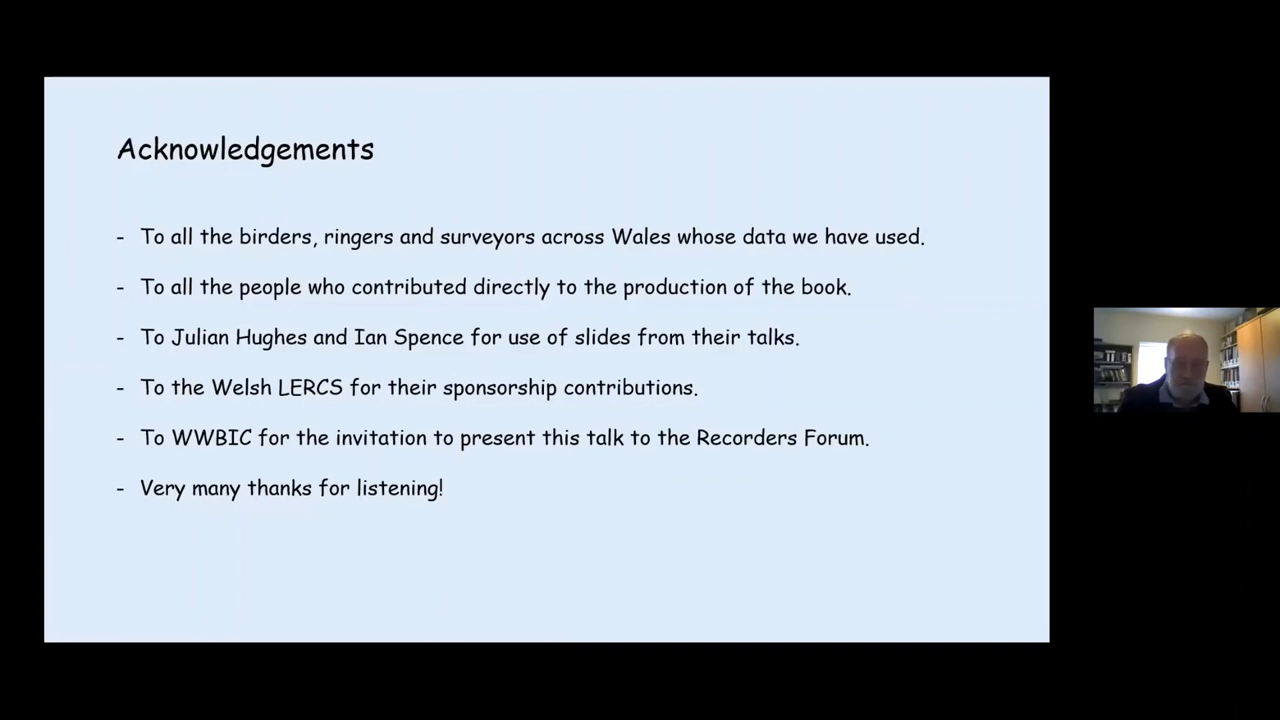 Acknowledgements
- To all the birders, ringers and surveyors across Wales whose data we have used.
- To all the people who contributed directly to the production of the book.
- To Julian Hughes and Ian Spence for use of slides from their talks.
- To the Welsh LERCS for their sponsorship contributions.
- To WWBIC for the invitation to present this talk to the Recorders Forum.
- Very many thanks for listening!